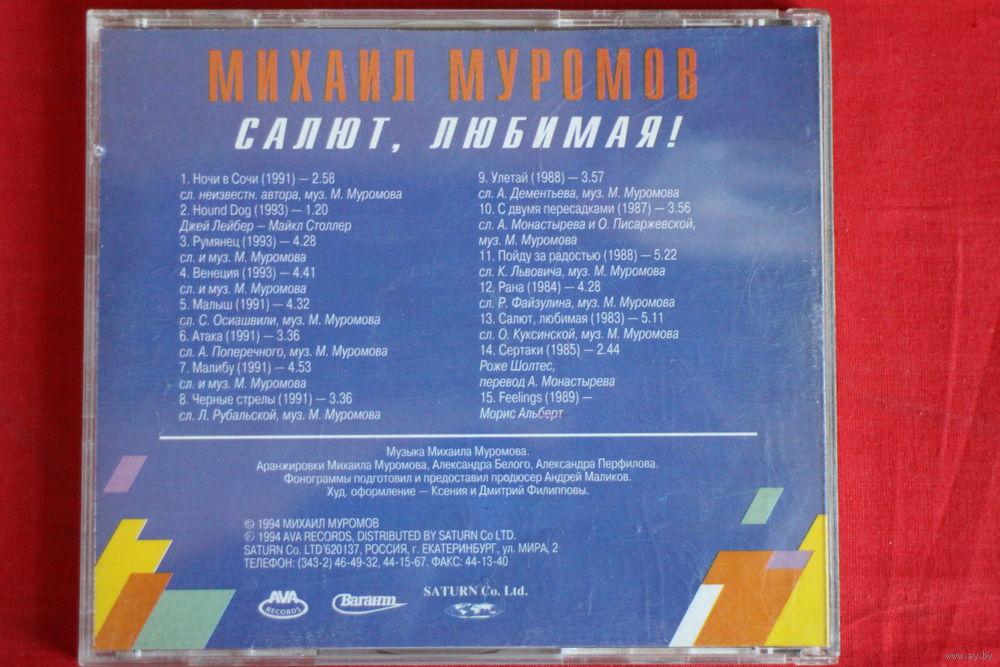 МИХАИЛ МУРОМОВ
САЛЮТ, ЛЮБИМАЯ!
1. Ночи в Сочи (1991) — 2.58
сл. неизвестн. автора, муз. М. Муромова
2. Hound Dog (1993) — 1.20
Джей Лейбер – Майкл Столлер
3. Румянец (1993) — 4.28
сл. и муз. М. Муромова
4. Венеция (1993) — 4.41
сл. и муз. М. Муромова
5. Малыш (1991) — 4.32
сл. С. Осиашвили, муз. М. Муромова
6. Атака (1991) — 3.36
сл. А. Поперечного, муз. М. Муромова
7. Малибу (1991) — 4.53
сл. и муз. М. Муромова
8. Черные стрелы (1991) — 3.36
сл. Л. Рубальской, муз. М. Муромова
9. Улетай (1988) — 3.57
сл. А. Дементьева, муз. М. Муромова
10. С двумя пересадками (1987) — 3.56
сл. А. Монастырева и О. Писаржевской,
муз. М. Муромова
11. Пойду за радостью (1988) — 5.22
сл. К. Львовича, муз. М. Муромова
12. Рана (1984) — 4.28
сл. Р. Файзулина, муз. М. Муромова
13. Салют, любимая (1983) — 5.11
сл. О. Куксинской, муз. М. Муромова
14. Сертаки (1985) — 2.44
Роже Шолтес,
перевод А. Монастырева
15. Feelings (1989) —
Морис Альберт
Музыка Михаила Муромова.
Аранжировки Михаила Муромова, Александра Белого, Александра Перфилова.
Фонограммы подготовил и предоставил продюсер Андрей Маликов.
Худ. оформление — Ксения и Дмитрий Филипповы.
© 1994 МИХАИЛ МУРОМОВ
℗ 1994 AVA RECORDS, DISTRIBUTED BY SATURN Co LTD.
SATURN Co. LTD 620137, РОССИЯ, г. ЕКАТЕРИНБУРГ, ул. МИРА, 2
ТЕЛЕФОН: (343-2) 46-49-32, 44-15-67. ФАКС: 44-13-40
AVA
RECORDS
Вагант
SATURN Co. Ltd.
www.ay.by